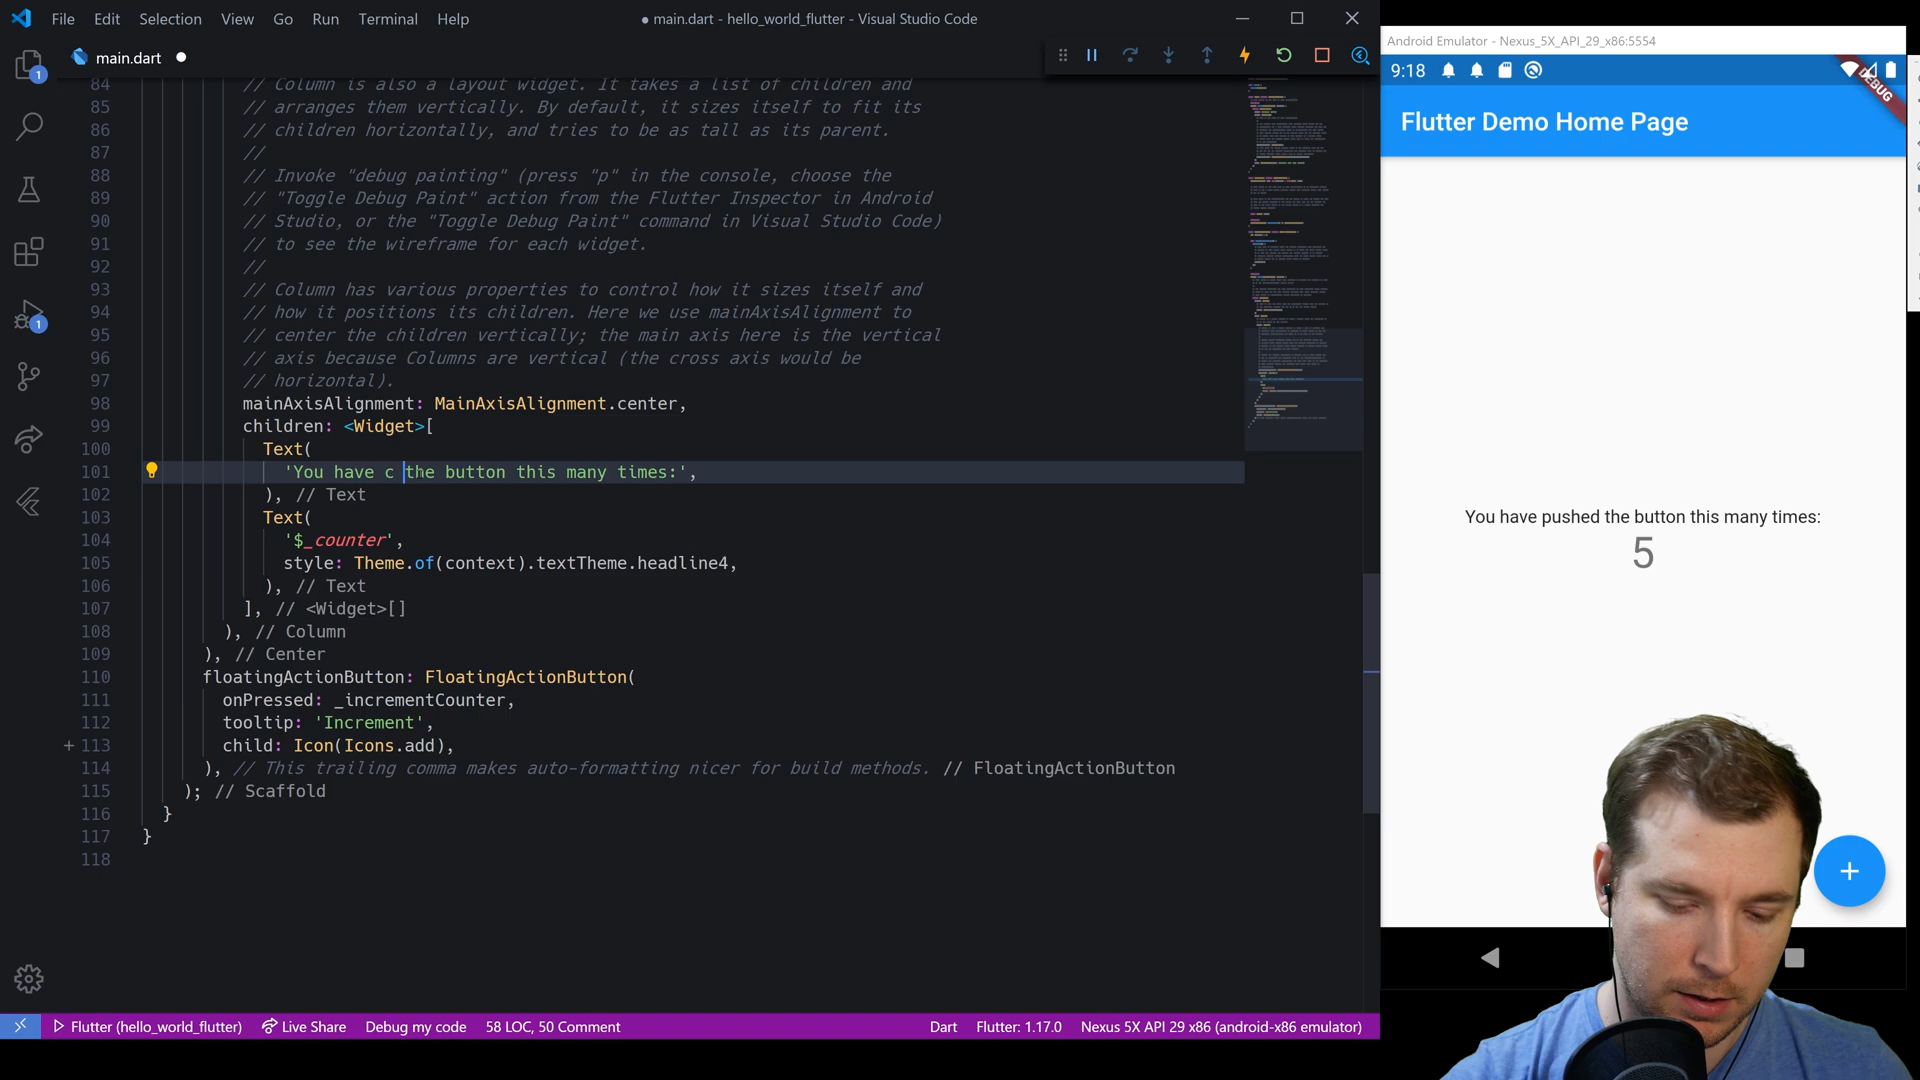 File Edit Selection View Go Run Terminal Help
● main.dart - hello_world_flutter - Visual Studio Code
main.dart
84 // Column is also a layout widget. It takes a list of children and
85 // arranges them vertically. By default, it sizes itself to fit its
86 // children horizontally, and tries to be as tall as its parent.
87 //
88 // Invoke "debug painting" (press "p" in the console, choose the
89 // "Toggle Debug Paint" action from the Flutter Inspector in Android
90 // Studio, or the "Toggle Debug Paint" command in Visual Studio Code)
91 // to see the wireframe for each widget.
92 //
93 // Column has various properties to control how it sizes itself and
94 // how it positions its children. Here we use mainAxisAlignment to
95 // center the children vertically; the main axis here is the vertical
96 // axis because Columns are vertical (the cross axis would be
97 // horizontal).
98 mainAxisAlignment: MainAxisAlignment.center,
99 children: <Widget>[
100 Text(
101 'You have c the button this many times:',
102 ), // Text
103 Text(
104 '$_counter',
105 style: Theme.of(context).textTheme.headline4,
106 ), // Text
107 ], // <Widget>[]
108 ), // Column
109 ), // Center
110 floatingActionButton: FloatingActionButton(
111 onPressed: _incrementCounter,
112 tooltip: 'Increment',
+ 113 child: Icon(Icons.add),
114 ), // This trailing comma makes auto-formatting nicer for build methods. // FloatingActionButton
115 ); // Scaffold
116 }
117 }
118
1
1
Flutter (hello_world_flutter) Live Share Debug my code 58 LOC, 50 Comment
Dart Flutter: 1.17.0 Nexus 5X API 29 x86 (android-x86 emulator)
Android Emulator - Nexus_5X_API_29_x86:5554
9:18
DEBUG
Flutter Demo Home Page
You have pushed the button this many times:
5
+